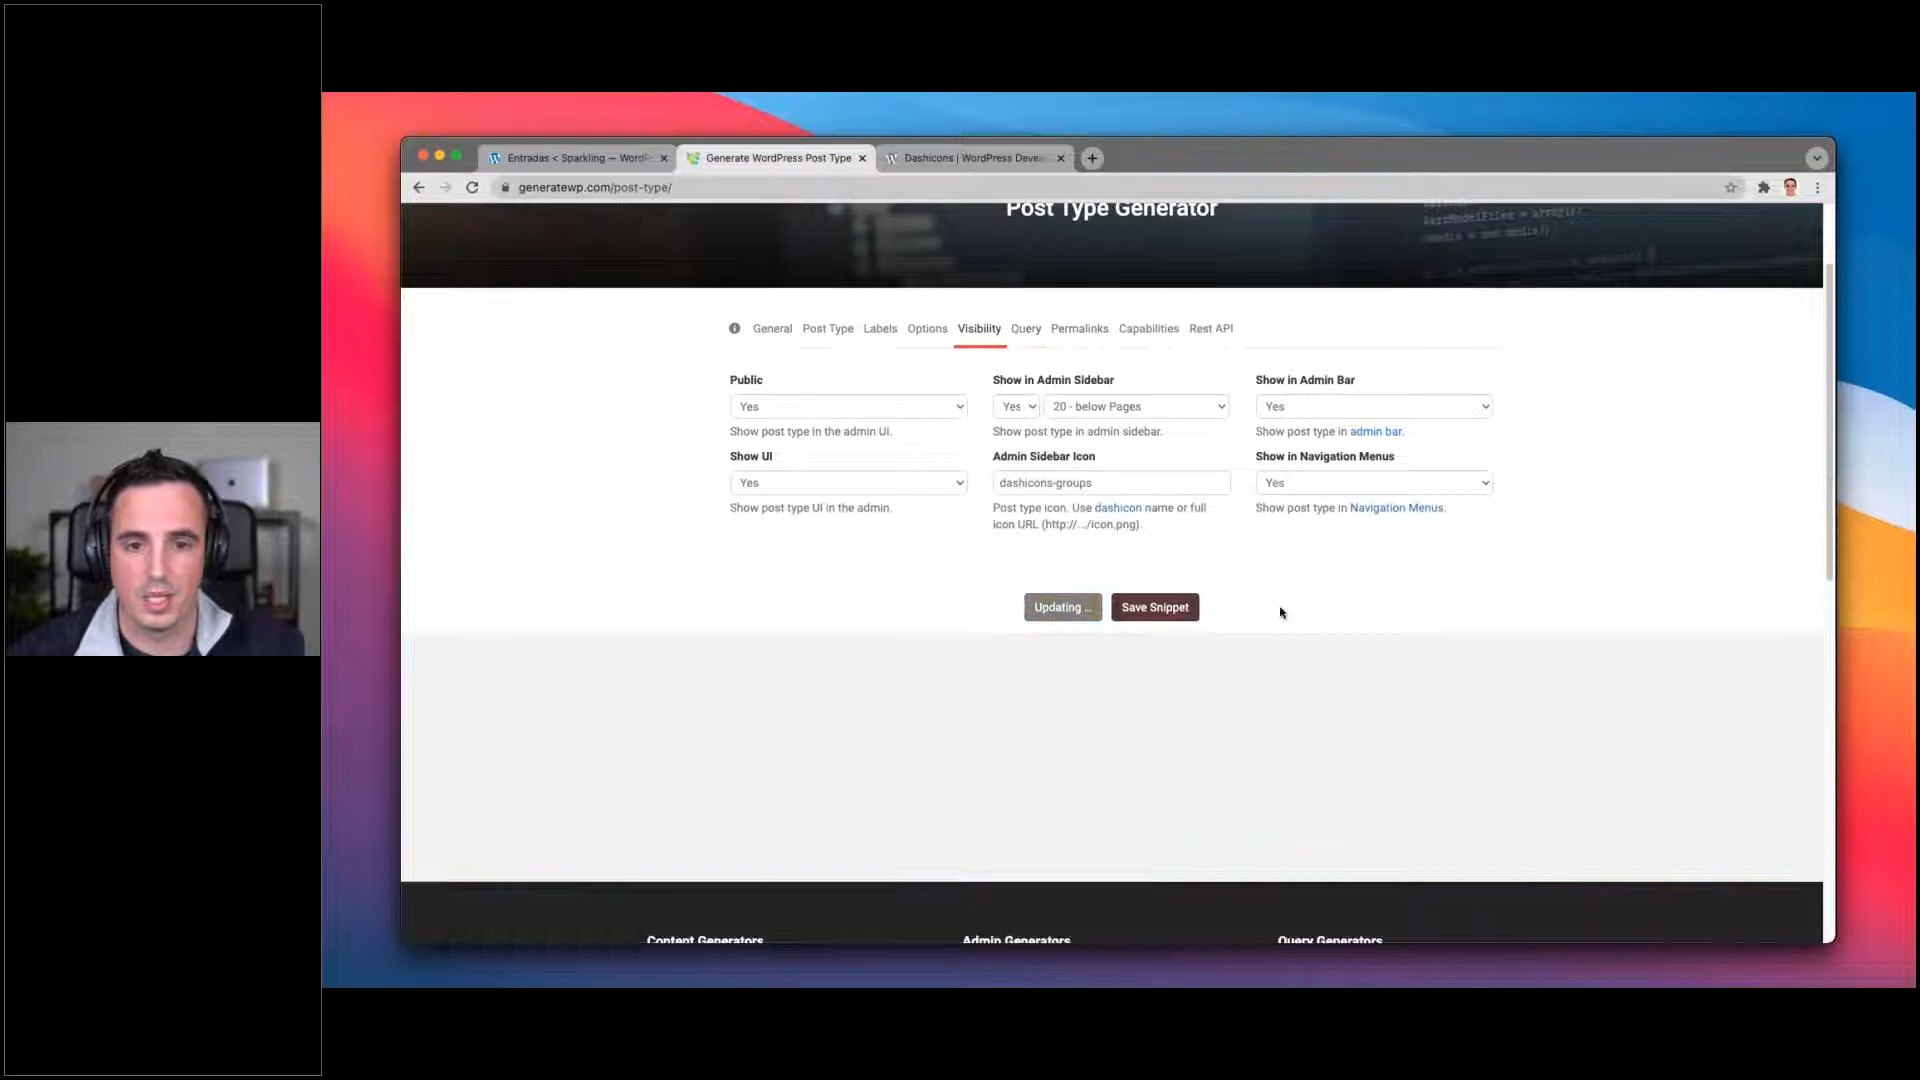 Entradas < Sparkling — WordP
Generate WordPress Post Type
Dashicons | WordPress Deve
generatewp.com/post-type/
Post Type Generator
General
Post Type
Labels
Options
Visibility
Query
Permalinks
Capabilities
Rest API
Public
Show in Admin Sidebar
Show in Admin Bar
Yes
Yes
20 - below Pages
Yes
Show post type in the admin UI.
Show post type in admin sidebar.
Show post type in admin bar.
Show UI
Admin Sidebar Icon
Show in Navigation Menus
Yes
dashicons-groups
Yes
Show post type UI in the admin.
Post type icon. Use dashicon name or full
icon URL (http://.../icon.png).
Show post type in Navigation Menus.
Updating ...
Save Snippet
Content Generators
Admin Generators
Query Generators